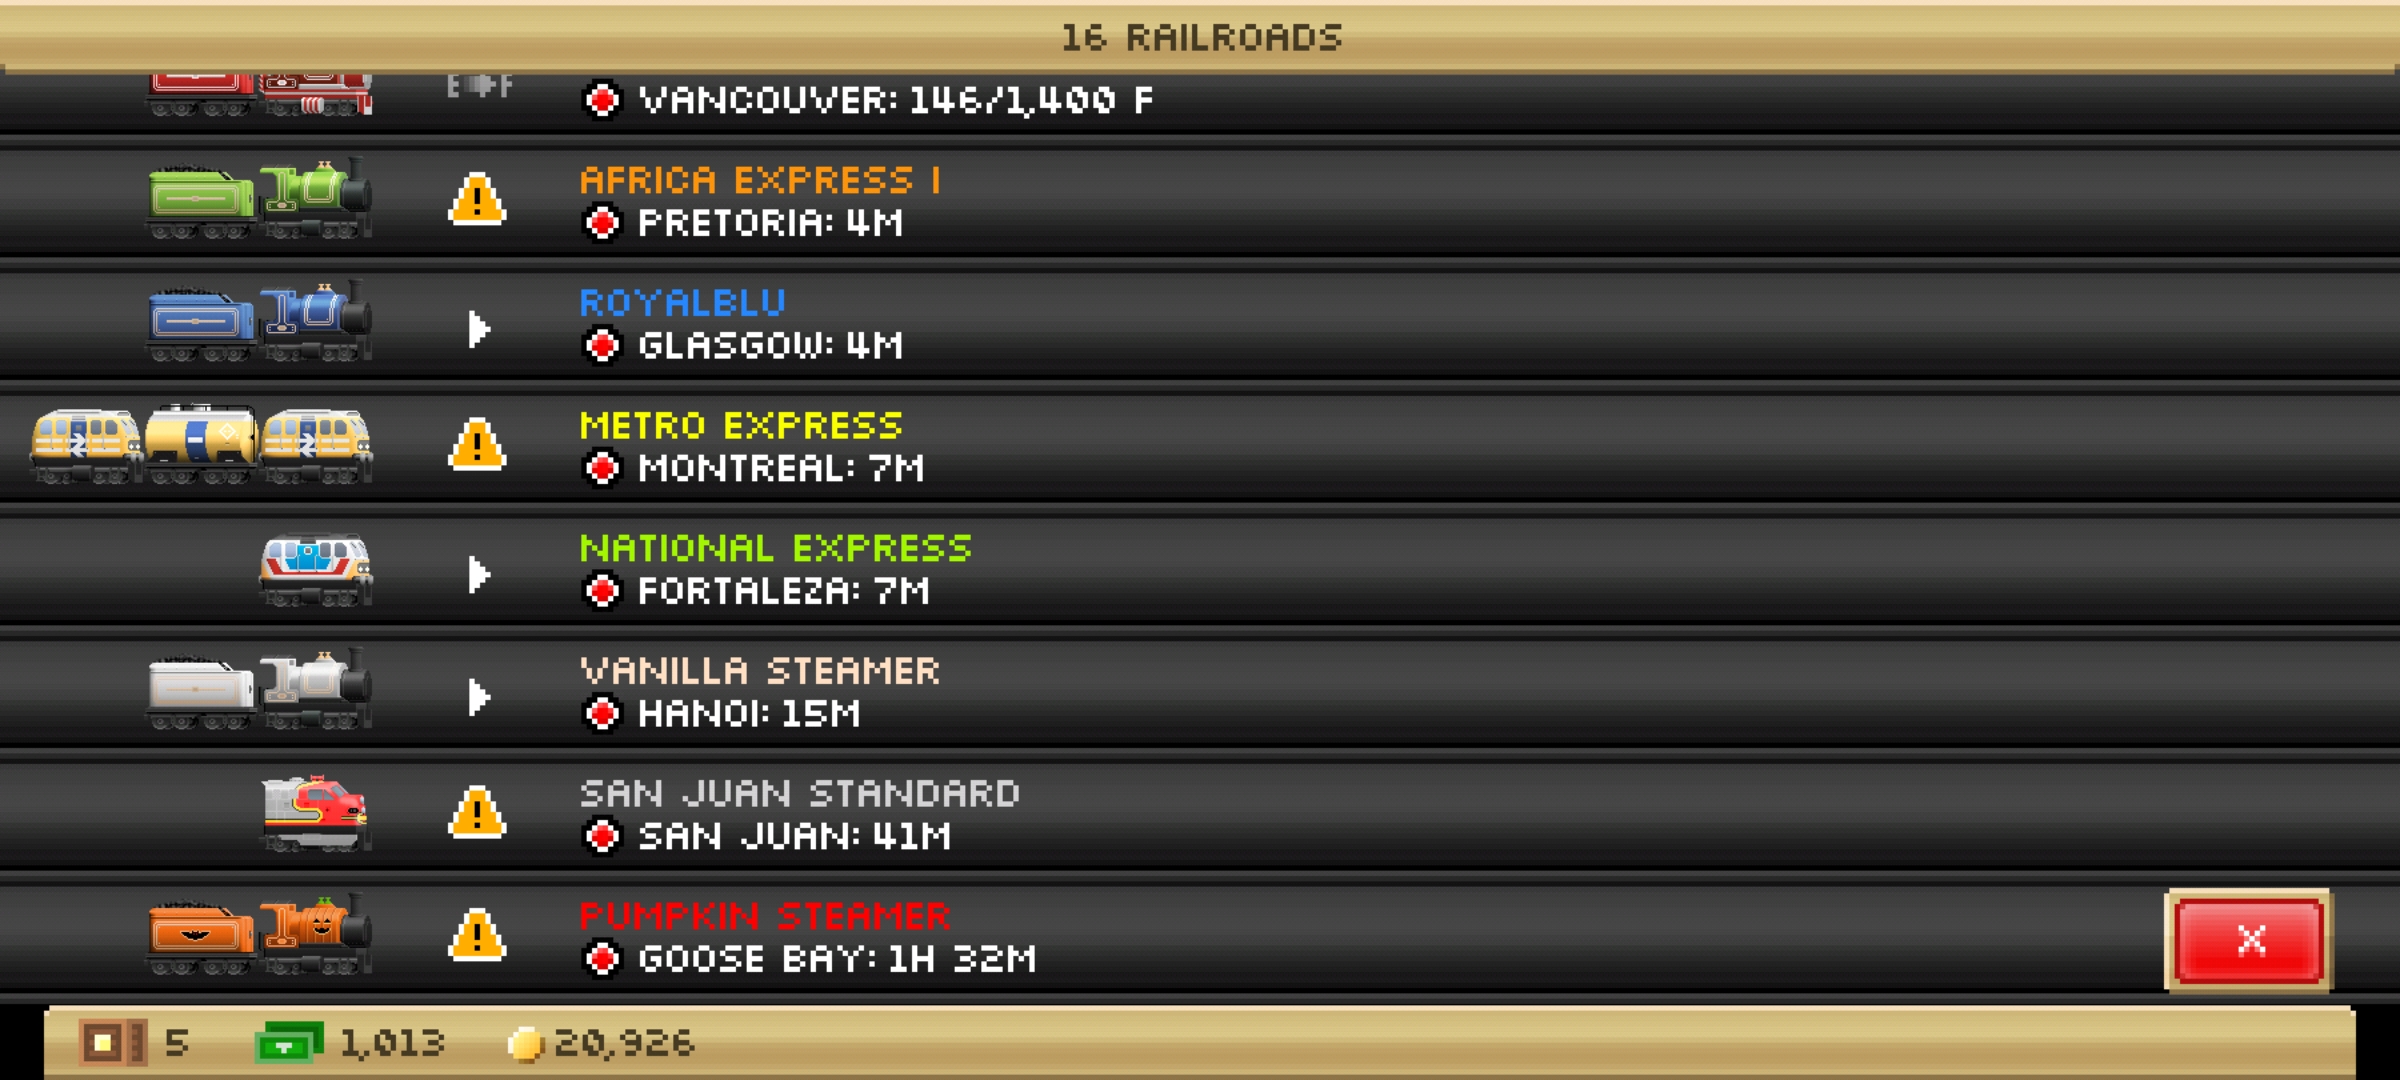 16 RAILROADS
E F
VANCOUVER: 146/1,400 F
AFRICA EXPRESS I
PRETORIA: 4M
ROYALBLU
GLASGOW: 4M
METRO EXPRESS
MONTREAL: 7M
NATIONAL EXPRESS
FORTALEZA: 7M
VANILLA STEAMER
HANOI: 15M
SAN JUAN STANDARD
SAN JUAN: 41M
PUMPKIN STEAMER
GOOSE BAY: 1H 32M
X
5 1,013 20,926